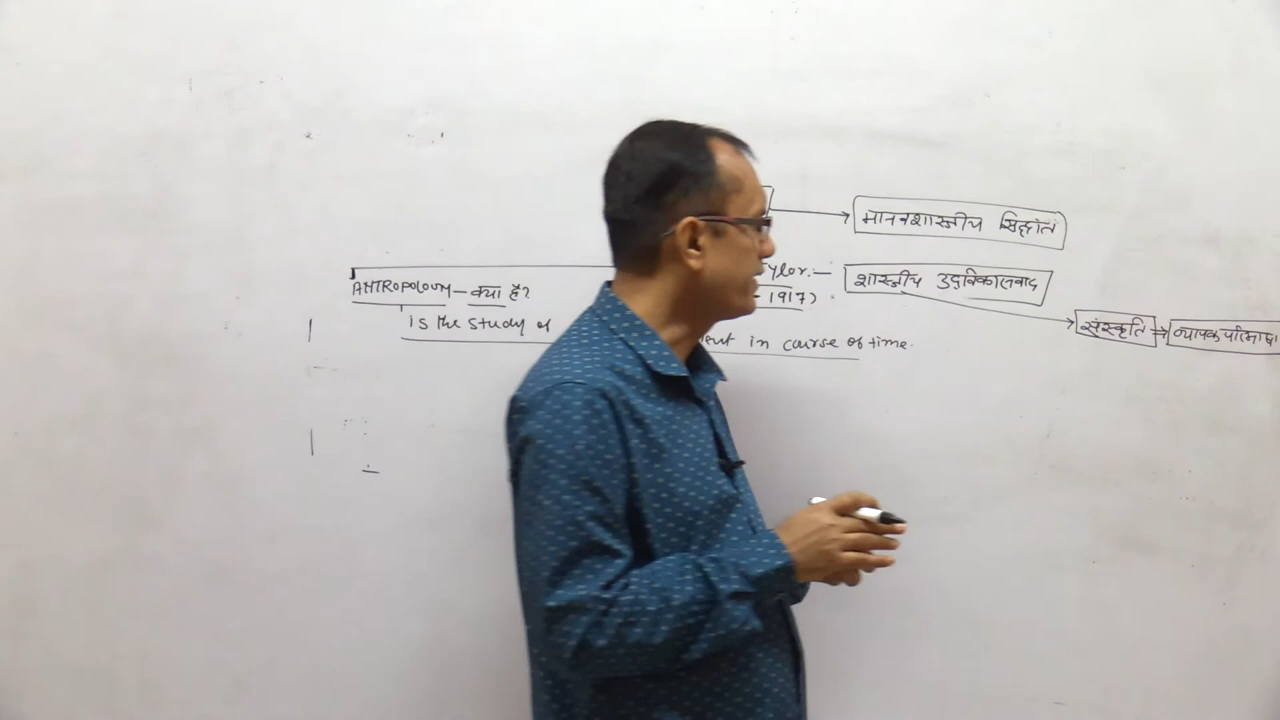 मानवशास्त्रीय सिद्धांत
ANTROPOLOGY – क्या है?
ylor:– शास्त्रीय उद्विकासवाद
– 1917)
संस्कृति → व्यापक परिभाषा
is the study of
ent in course of time.